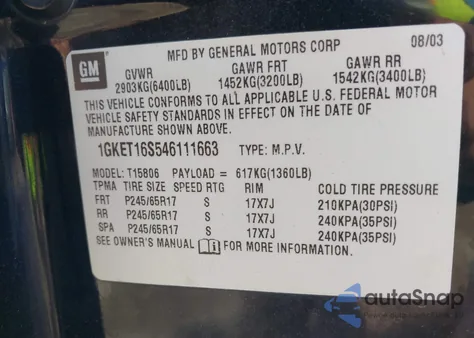 MFD BY GENERAL MOTORS CORP 08/03
GM
GVWR GAWR FRT GAWR RR
2903KG(6400LB) 1452KG(3200LB) 1542KG(3400LB)
THIS VEHICLE CONFORMS TO ALL APPLICABLE U.S. FEDERAL MOTOR
VEHICLE SAFETY STANDARDS IN EFFECT ON THE DATE OF
MANUFACTURE SHOWN ABOVE.
1GKET16S546111663 TYPE: M.P.V.
MODEL: T15806 PAYLOAD = 617KG(1360LB)
TPMA TIRE SIZE SPEED RTG RIM COLD TIRE PRESSURE
FRT P245/65R17 S 17X7J 210KPA(30PSI)
RR P245/65R17 S 17X7J 240KPA(35PSI)
SPA P245/65R17 S 17X7J 240KPA(35PSI)
SEE OWNER'S MANUAL i FOR MORE INFORMATION.
autoSnap